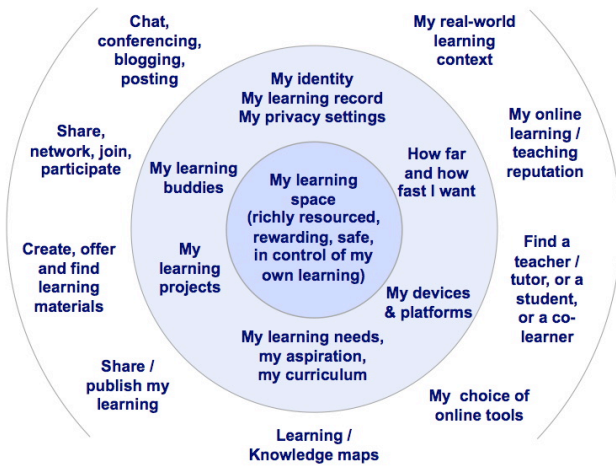 Chat,
conferencing,
blogging,
posting
My real-world
learning
context
My identity
My learning record
My privacy settings
Share,
network, join,
participate
My online
learning /
teaching
reputation
My learning
buddies
How far
and how
fast I want
My learning
space
(richly resourced,
rewarding, safe,
in control of my
own learning)
Create, offer
and find
learning
materials
My
learning
projects
Find a
teacher /
tutor, or a
student,
or a co-
learner
My devices
& platforms
My learning needs,
my aspiration,
my curriculum
Share /
publish my
learning
My choice of
online tools
Learning /
Knowledge maps